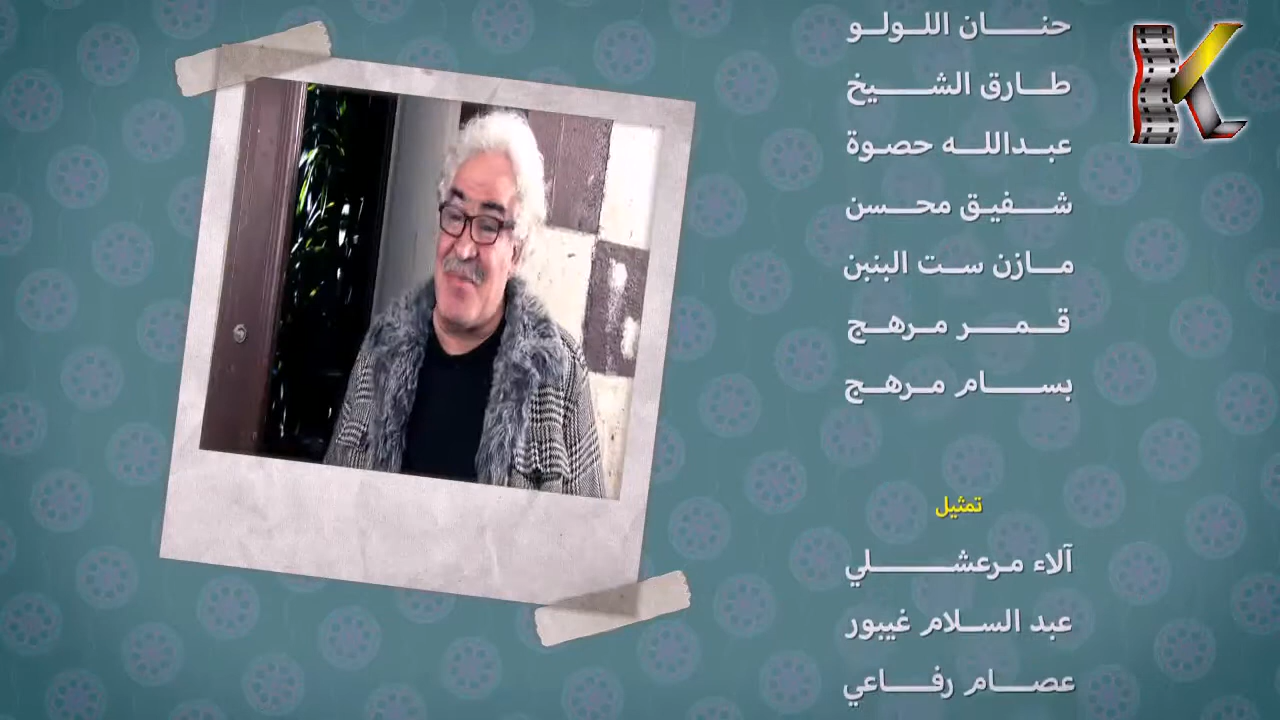 حنان اللولو
طارق الشيخ
عبدالله حصوة
شفيق محسن
مازن ست البنين
قمر مرهج
بسام مرهج
تمثيل
آلاء مرعشلي
عبد السلام غيبور
عصام رفاعي
K